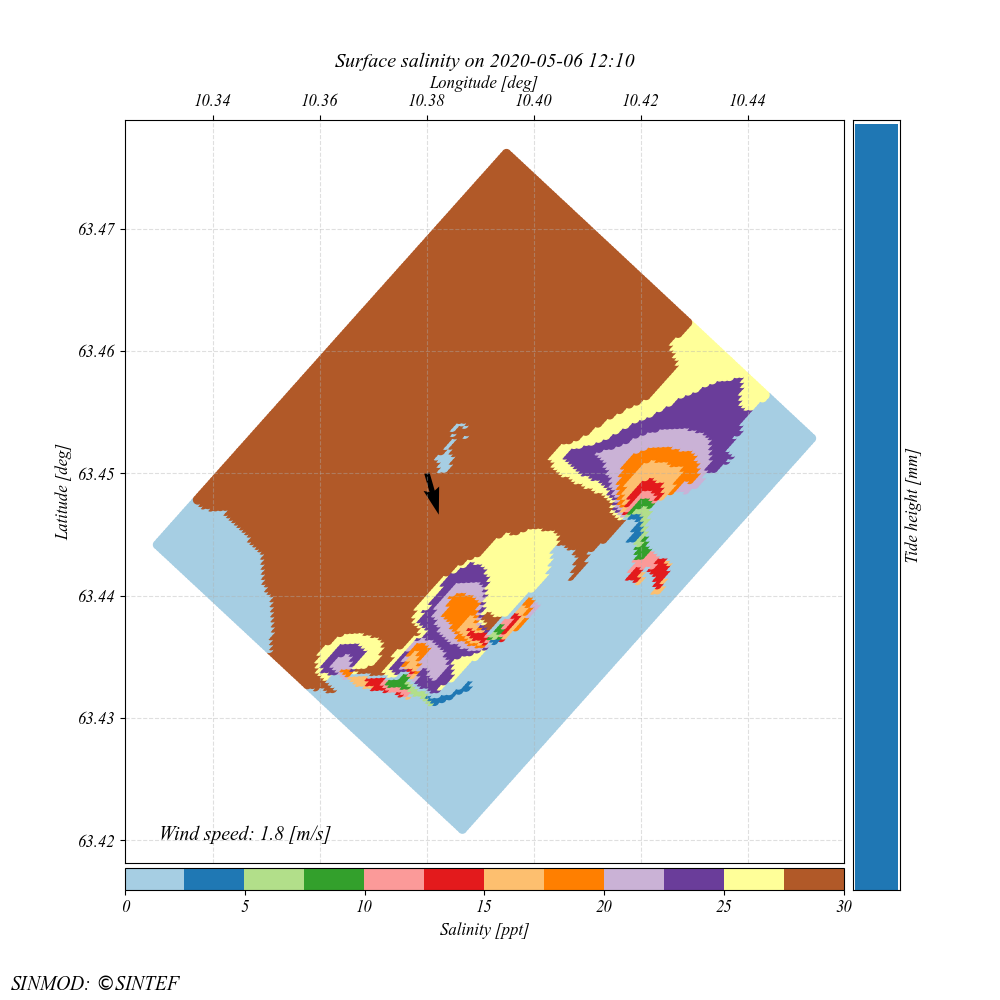 Surface salinity on 2020-05-06 12:10
Longitude [deg]
10.34 10.36 10.38 10.40 10.42 10.44
63.47
63.46
63.45
63.44
63.43
63.42
Latitude [deg]
Tide height [mm]
Wind speed: 1.8 [m/s]
0 5 10 15 20 25 30
Salinity [ppt]
SINMOD: ©SINTEF